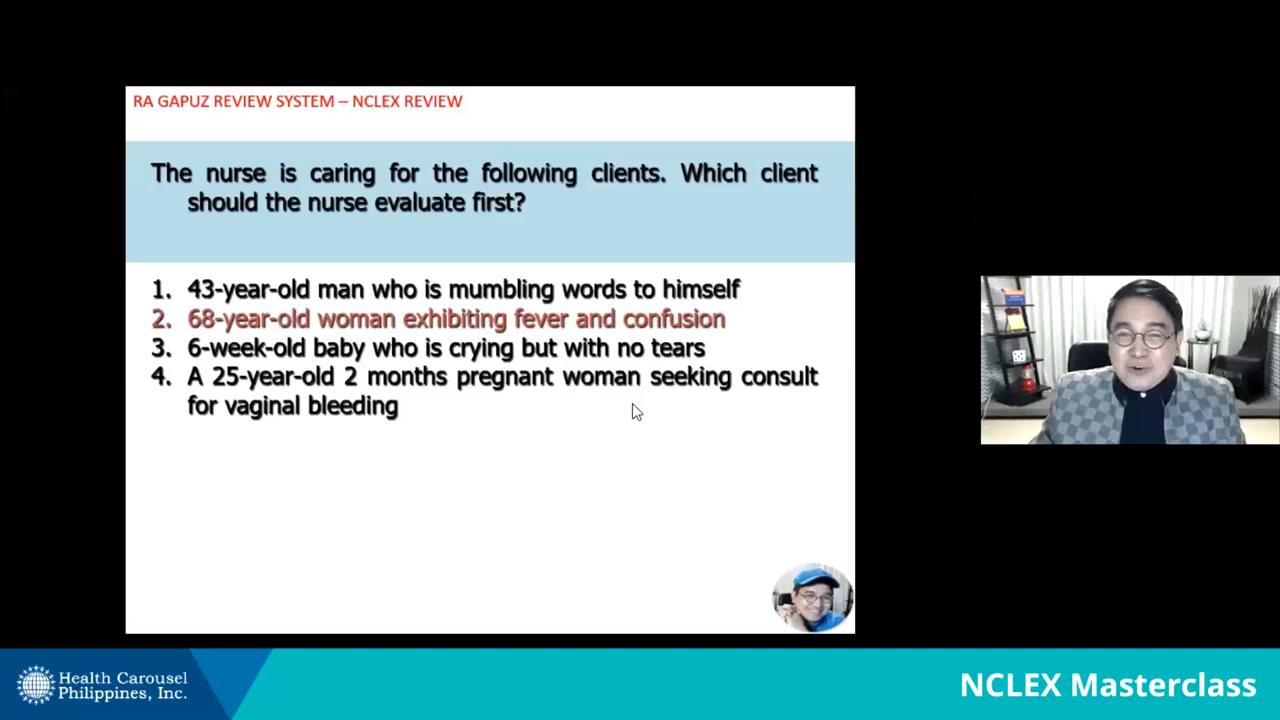 RA GAPUZ REVIEW SYSTEM – NCLEX REVIEW
The nurse is caring for the following clients. Which client
should the nurse evaluate first?
1. 43-year-old man who is mumbling words to himself
2. 68-year-old woman exhibiting fever and confusion
3. 6-week-old baby who is crying but with no tears
4. A 25-year-old 2 months pregnant woman seeking consult
for vaginal bleeding
Health Carousel
Philippines, Inc.
NCLEX Masterclass